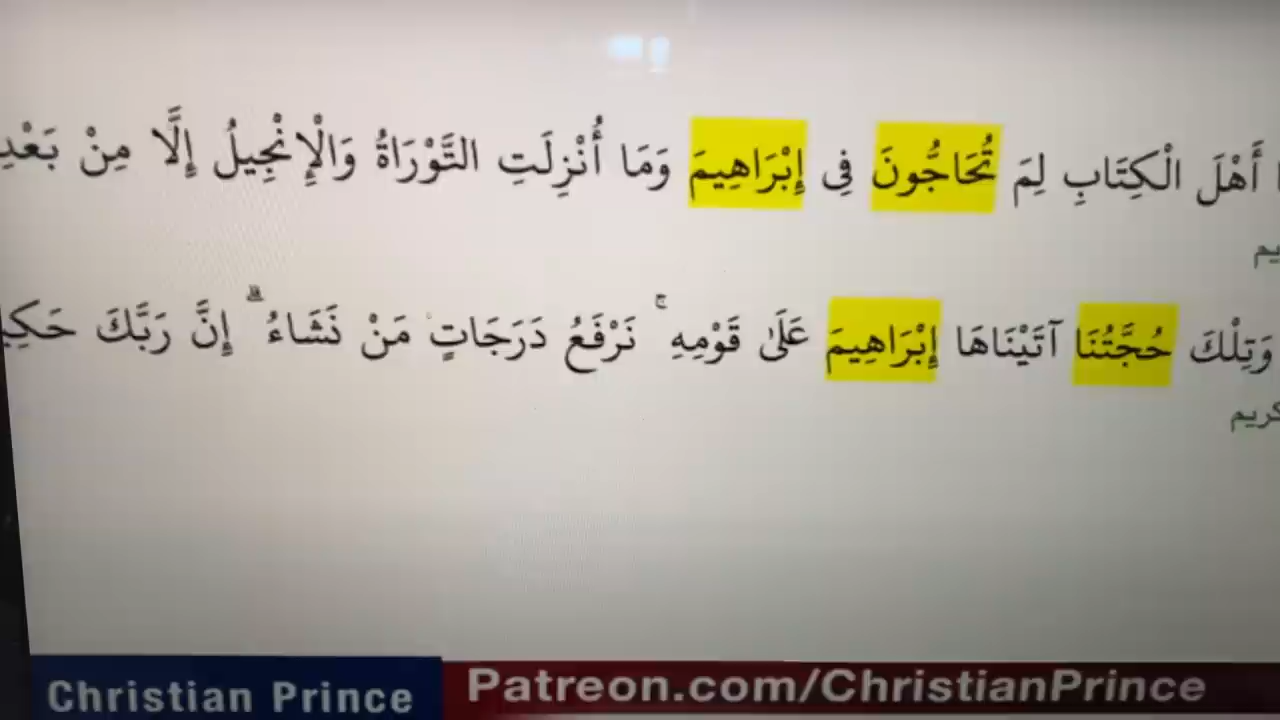 أَهْلَ الْكِتَابِ لِمَ تُحَاجُّونَ فِي إِبْرَاهِيمَ وَمَا أُنْزِلَتِ التَّوْرَاةُ وَالْإِنْجِيلُ إِلَّا مِنْ
وَتِلْكَ حُجَّتُنَا آتَيْنَاهَا إِبْرَاهِيمَ عَلَىٰ قَوْمِهِ ۚ نَرْفَعُ دَرَجَاتٍ مَنْ نَشَاءُ ۗ إِنَّ رَبَّكَ
Christian Prince
Patreon.com/ChristianPrince